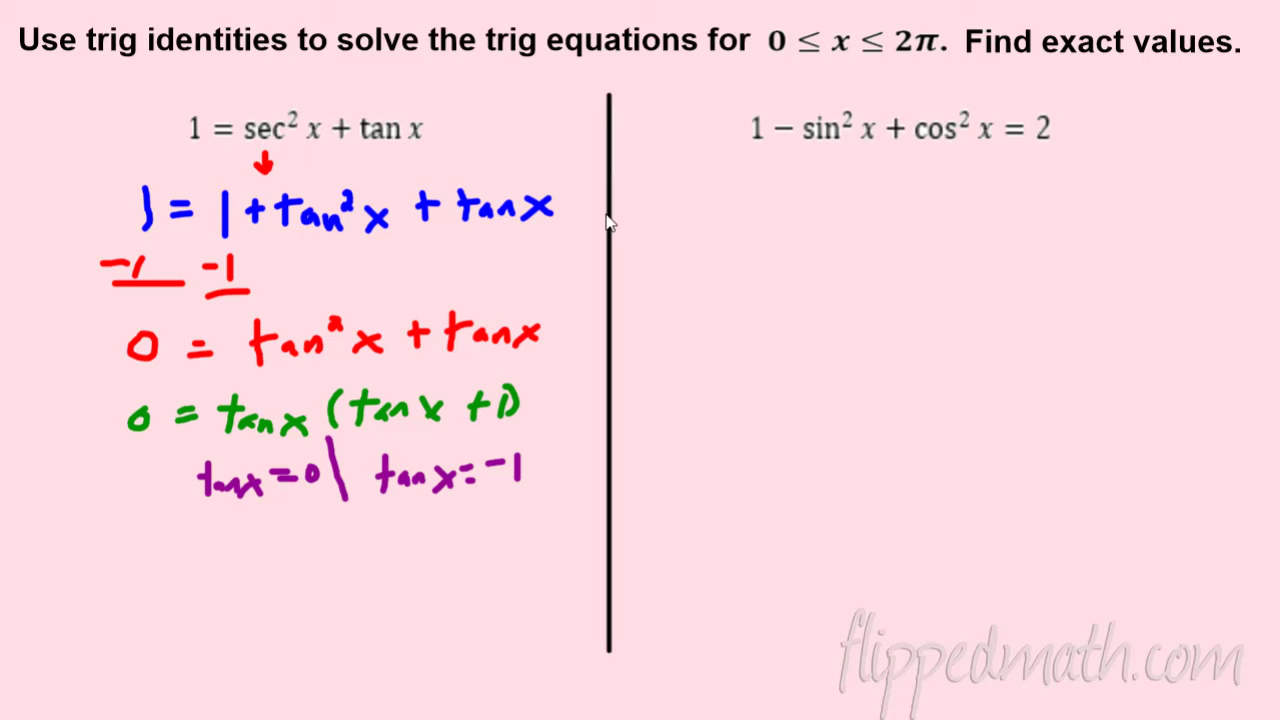 Use trig identities to solve the trig equations for 0 ≤ x ≤ 2π. Find exact values.
1 = sec² x + tan x
1 = 1 + tan² x + tan x
-1 -1
0 = tan² x + tan x
0 = tan x (tan x + 1)
tan x = 0 | tan x = -1
1 − sin² x + cos² x = 2
flippedmath.com